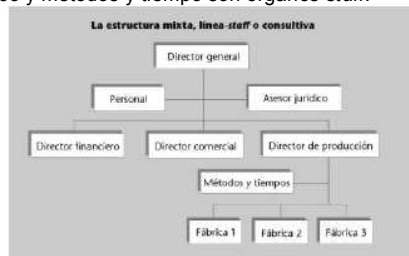 os y métodos y tiempo son órganos staff.
La estructura mixta, línea-staff o consultiva
Director general
Personal
Asesor jurídico
Director financiero
Director comercial
Director de producción
Métodos y tiempos
Fábrica 1
Fábrica 2
Fábrica 3